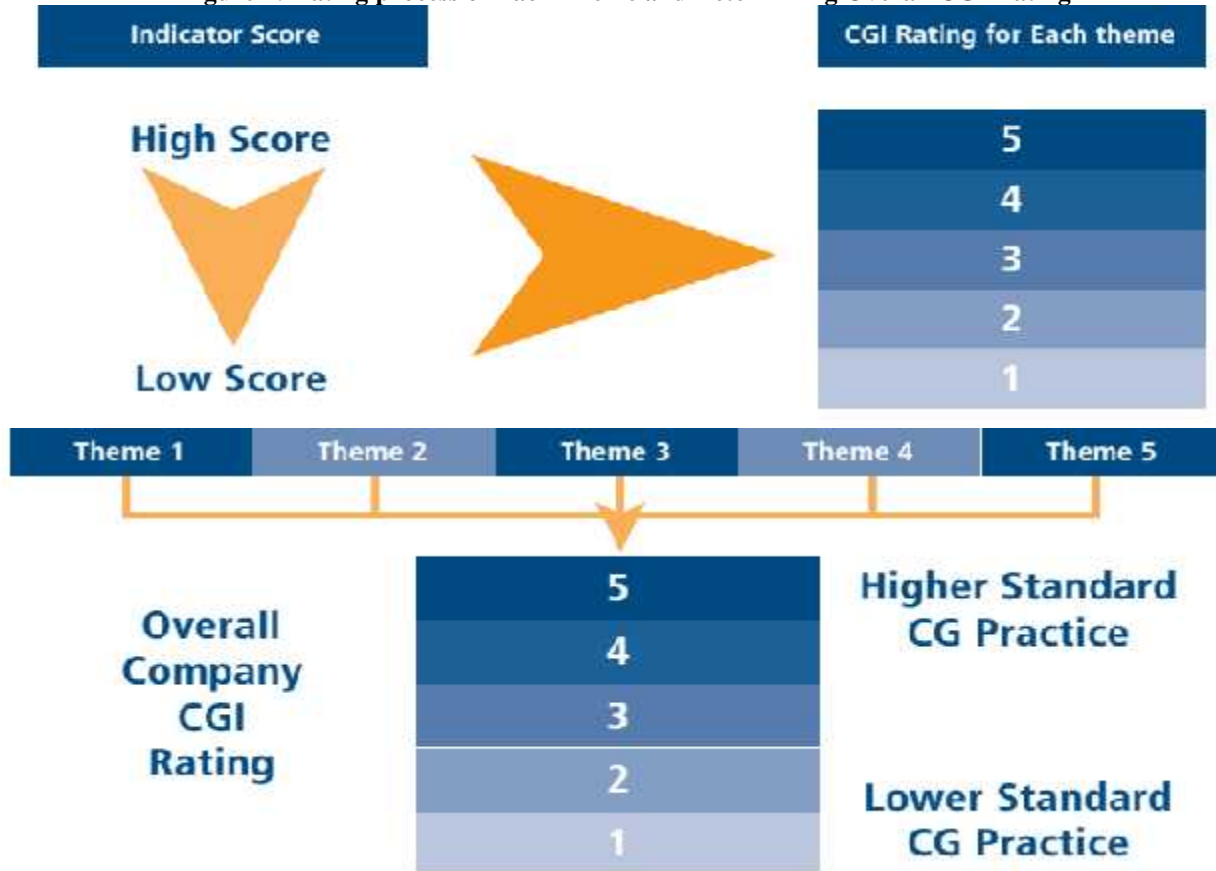 Indicator Score
CGI Rating for Each theme
High Score
Low Score
5
4
3
2
1
Theme 1
Theme 2
Theme 3
Theme 4
Theme 5
Overall
Company
CGI
Rating
5
4
3
2
1
Higher Standard
CG Practice
Lower Standard
CG Practice